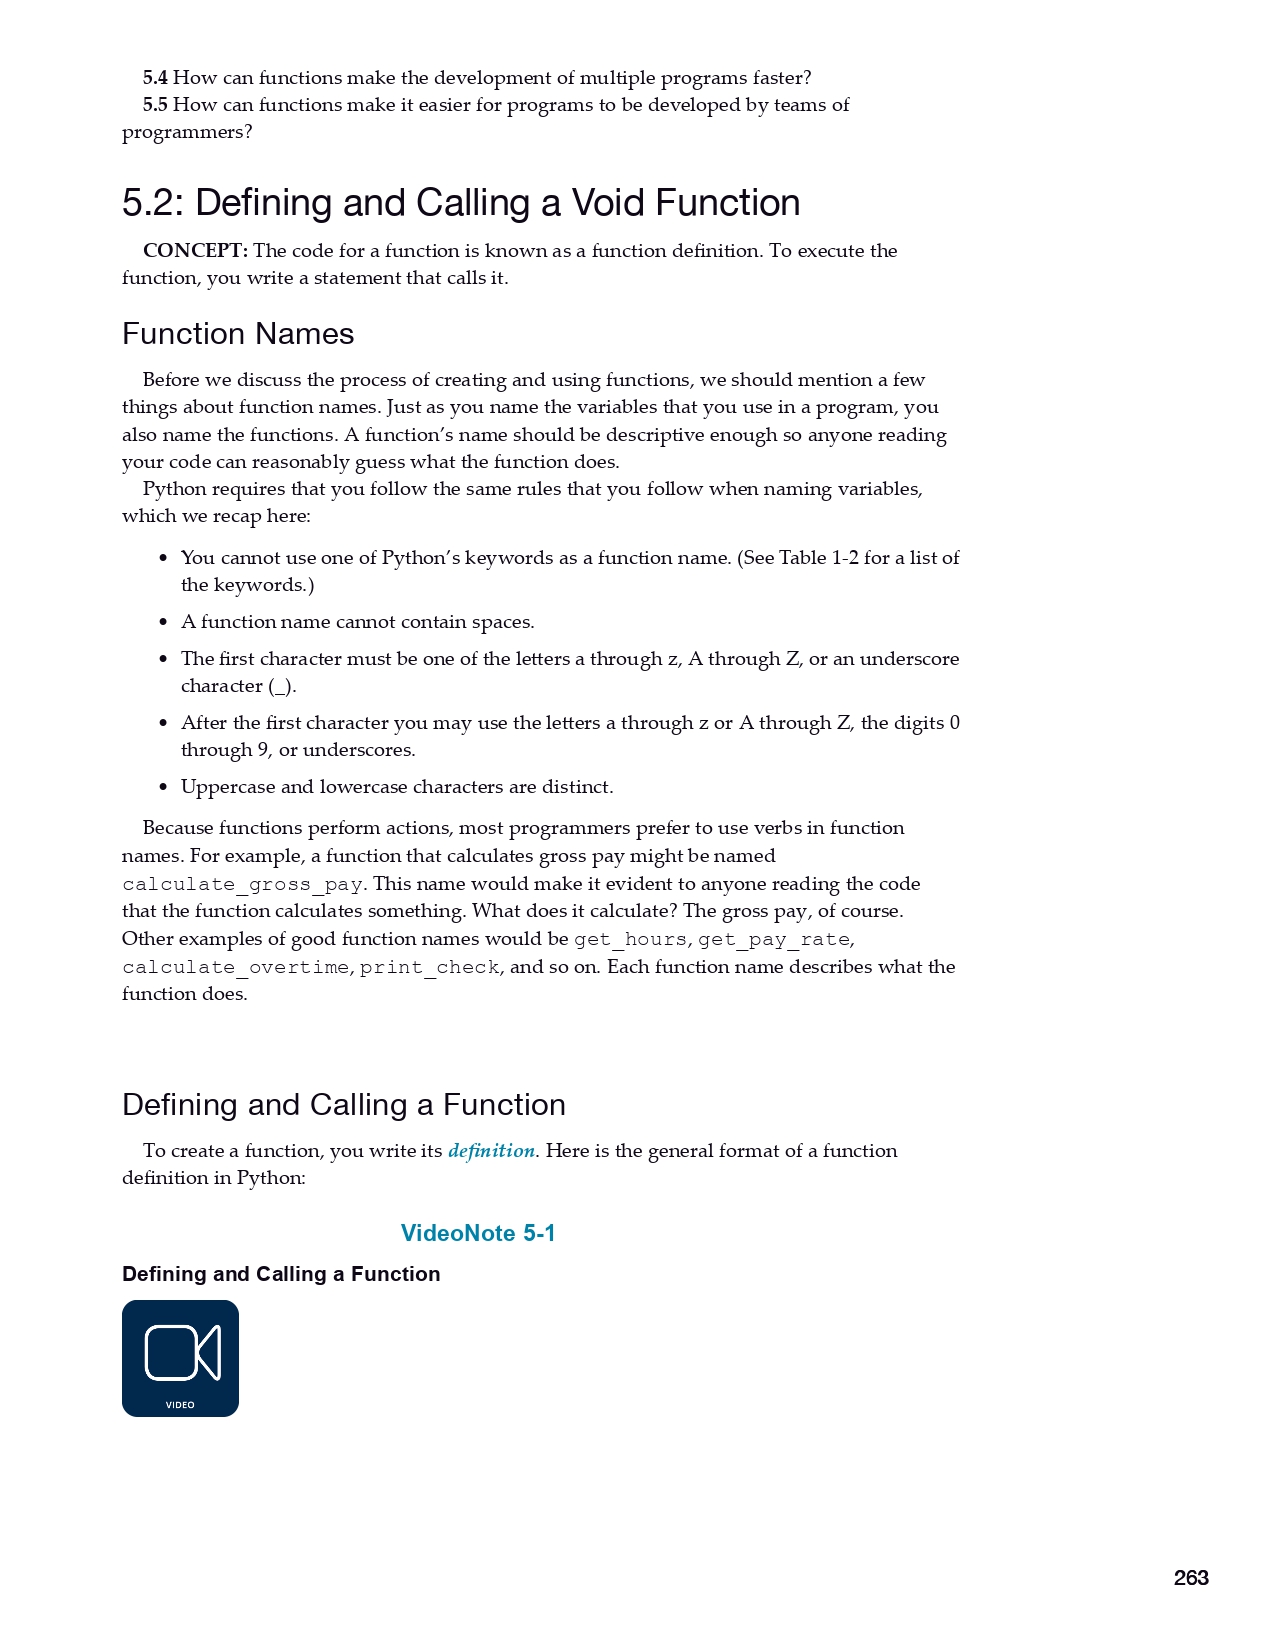 5.4 How can functions make the development of multiple programs faster?
5.5 How can functions make it easier for programs to be developed by teams of
programmers?
5.2: Defining and Calling a Void Function
CONCEPT: The code for a function is known as a function definition. To execute the
function, you write a statement that calls it.
Function Names
Before we discuss the process of creating and using functions, we should mention a few
things about function names. Just as you name the variables that you use in a program, you
also name the functions. A function’s name should be descriptive enough so anyone reading
your code can reasonably guess what the function does.
Python requires that you follow the same rules that you follow when naming variables,
which we recap here:
• You cannot use one of Python’s keywords as a function name. (See Table 1-2 for a list of
the keywords.)
• A function name cannot contain spaces.
• The first character must be one of the letters a through z, A through Z, or an underscore
character (_).
• After the first character you may use the letters a through z or A through Z, the digits 0
through 9, or underscores.
• Uppercase and lowercase characters are distinct.
Because functions perform actions, most programmers prefer to use verbs in function
names. For example, a function that calculates gross pay might be named
calculate_gross_pay. This name would make it evident to anyone reading the code
that the function calculates something. What does it calculate? The gross pay, of course.
Other examples of good function names would be get_hours, get_pay_rate,
calculate_overtime, print_check, and so on. Each function name describes what the
function does.
Defining and Calling a Function
To create a function, you write its definition. Here is the general format of a function
definition in Python:
VideoNote 5-1
Defining and Calling a Function
VIDEO
263